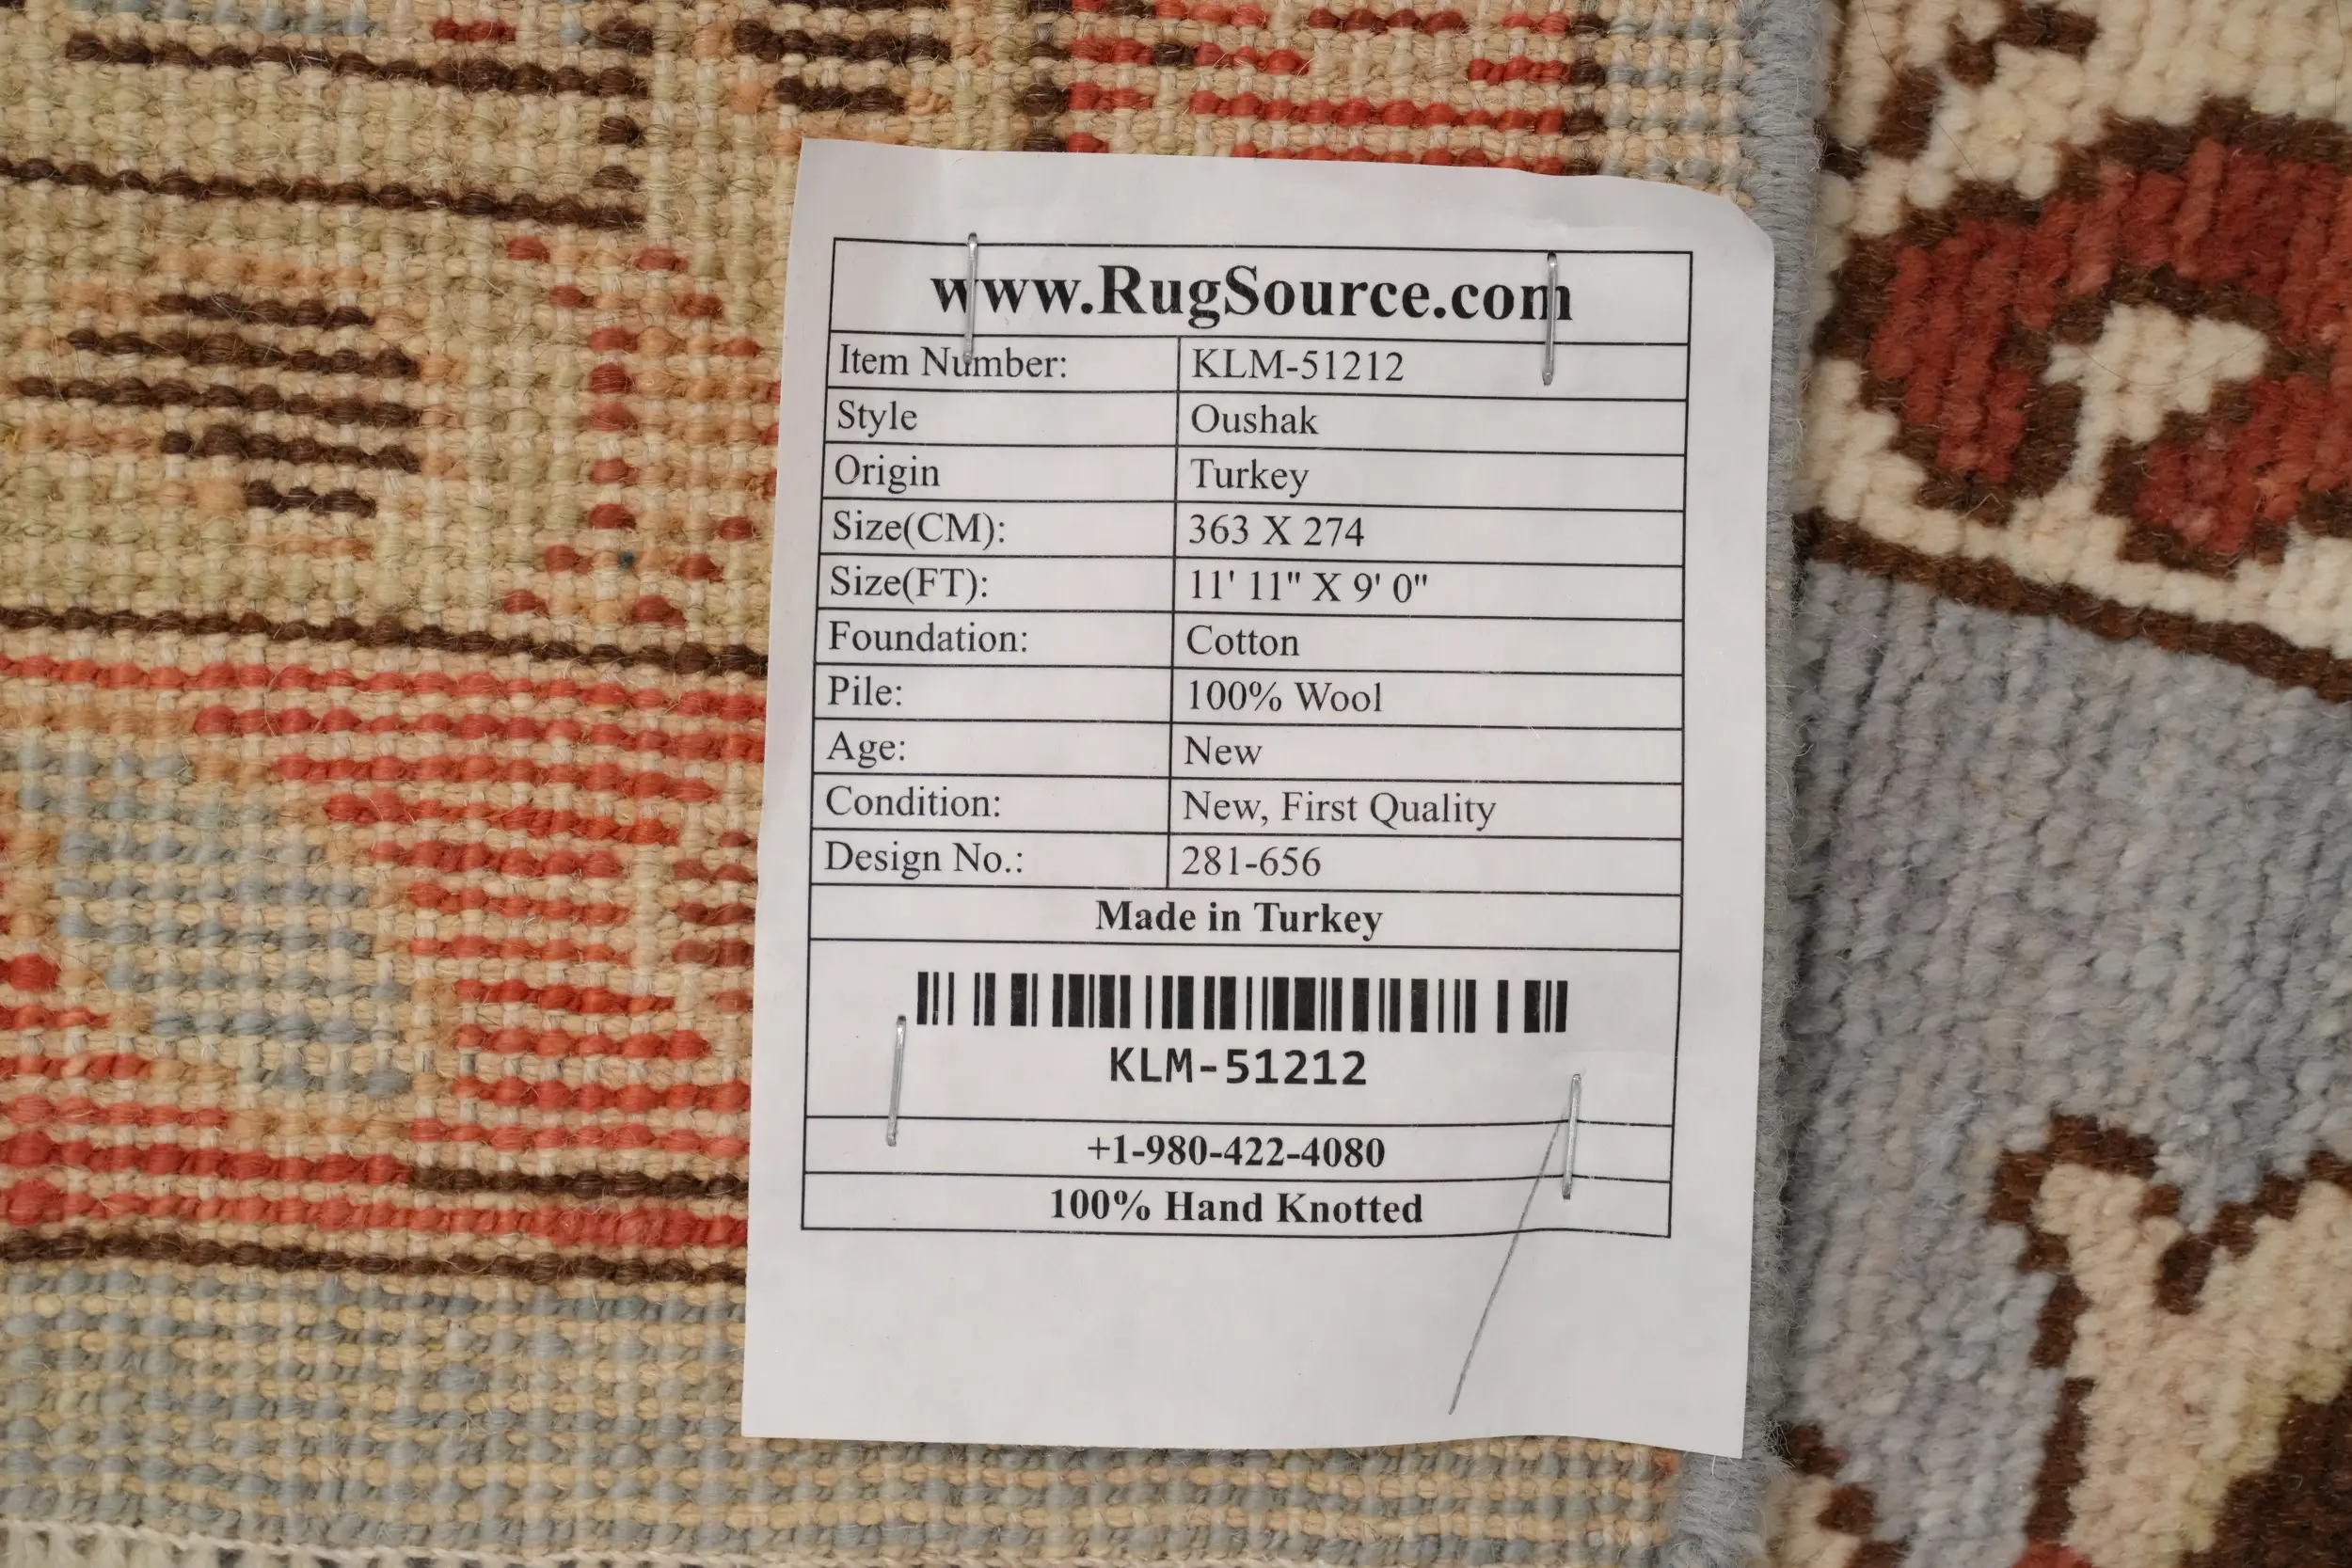 www.RugSource.com
Item Number: KLM-51212
Style Oushak
Origin Turkey
Size(CM): 363 X 274
Size(FT): 11' 11" X 9' 0"
Foundation: Cotton
Pile: 100% Wool
Age: New
Condition: New, First Quality
Design No.: 281-656
Made in Turkey
KLM-51212
+1-980-422-4080
100% Hand Knotted